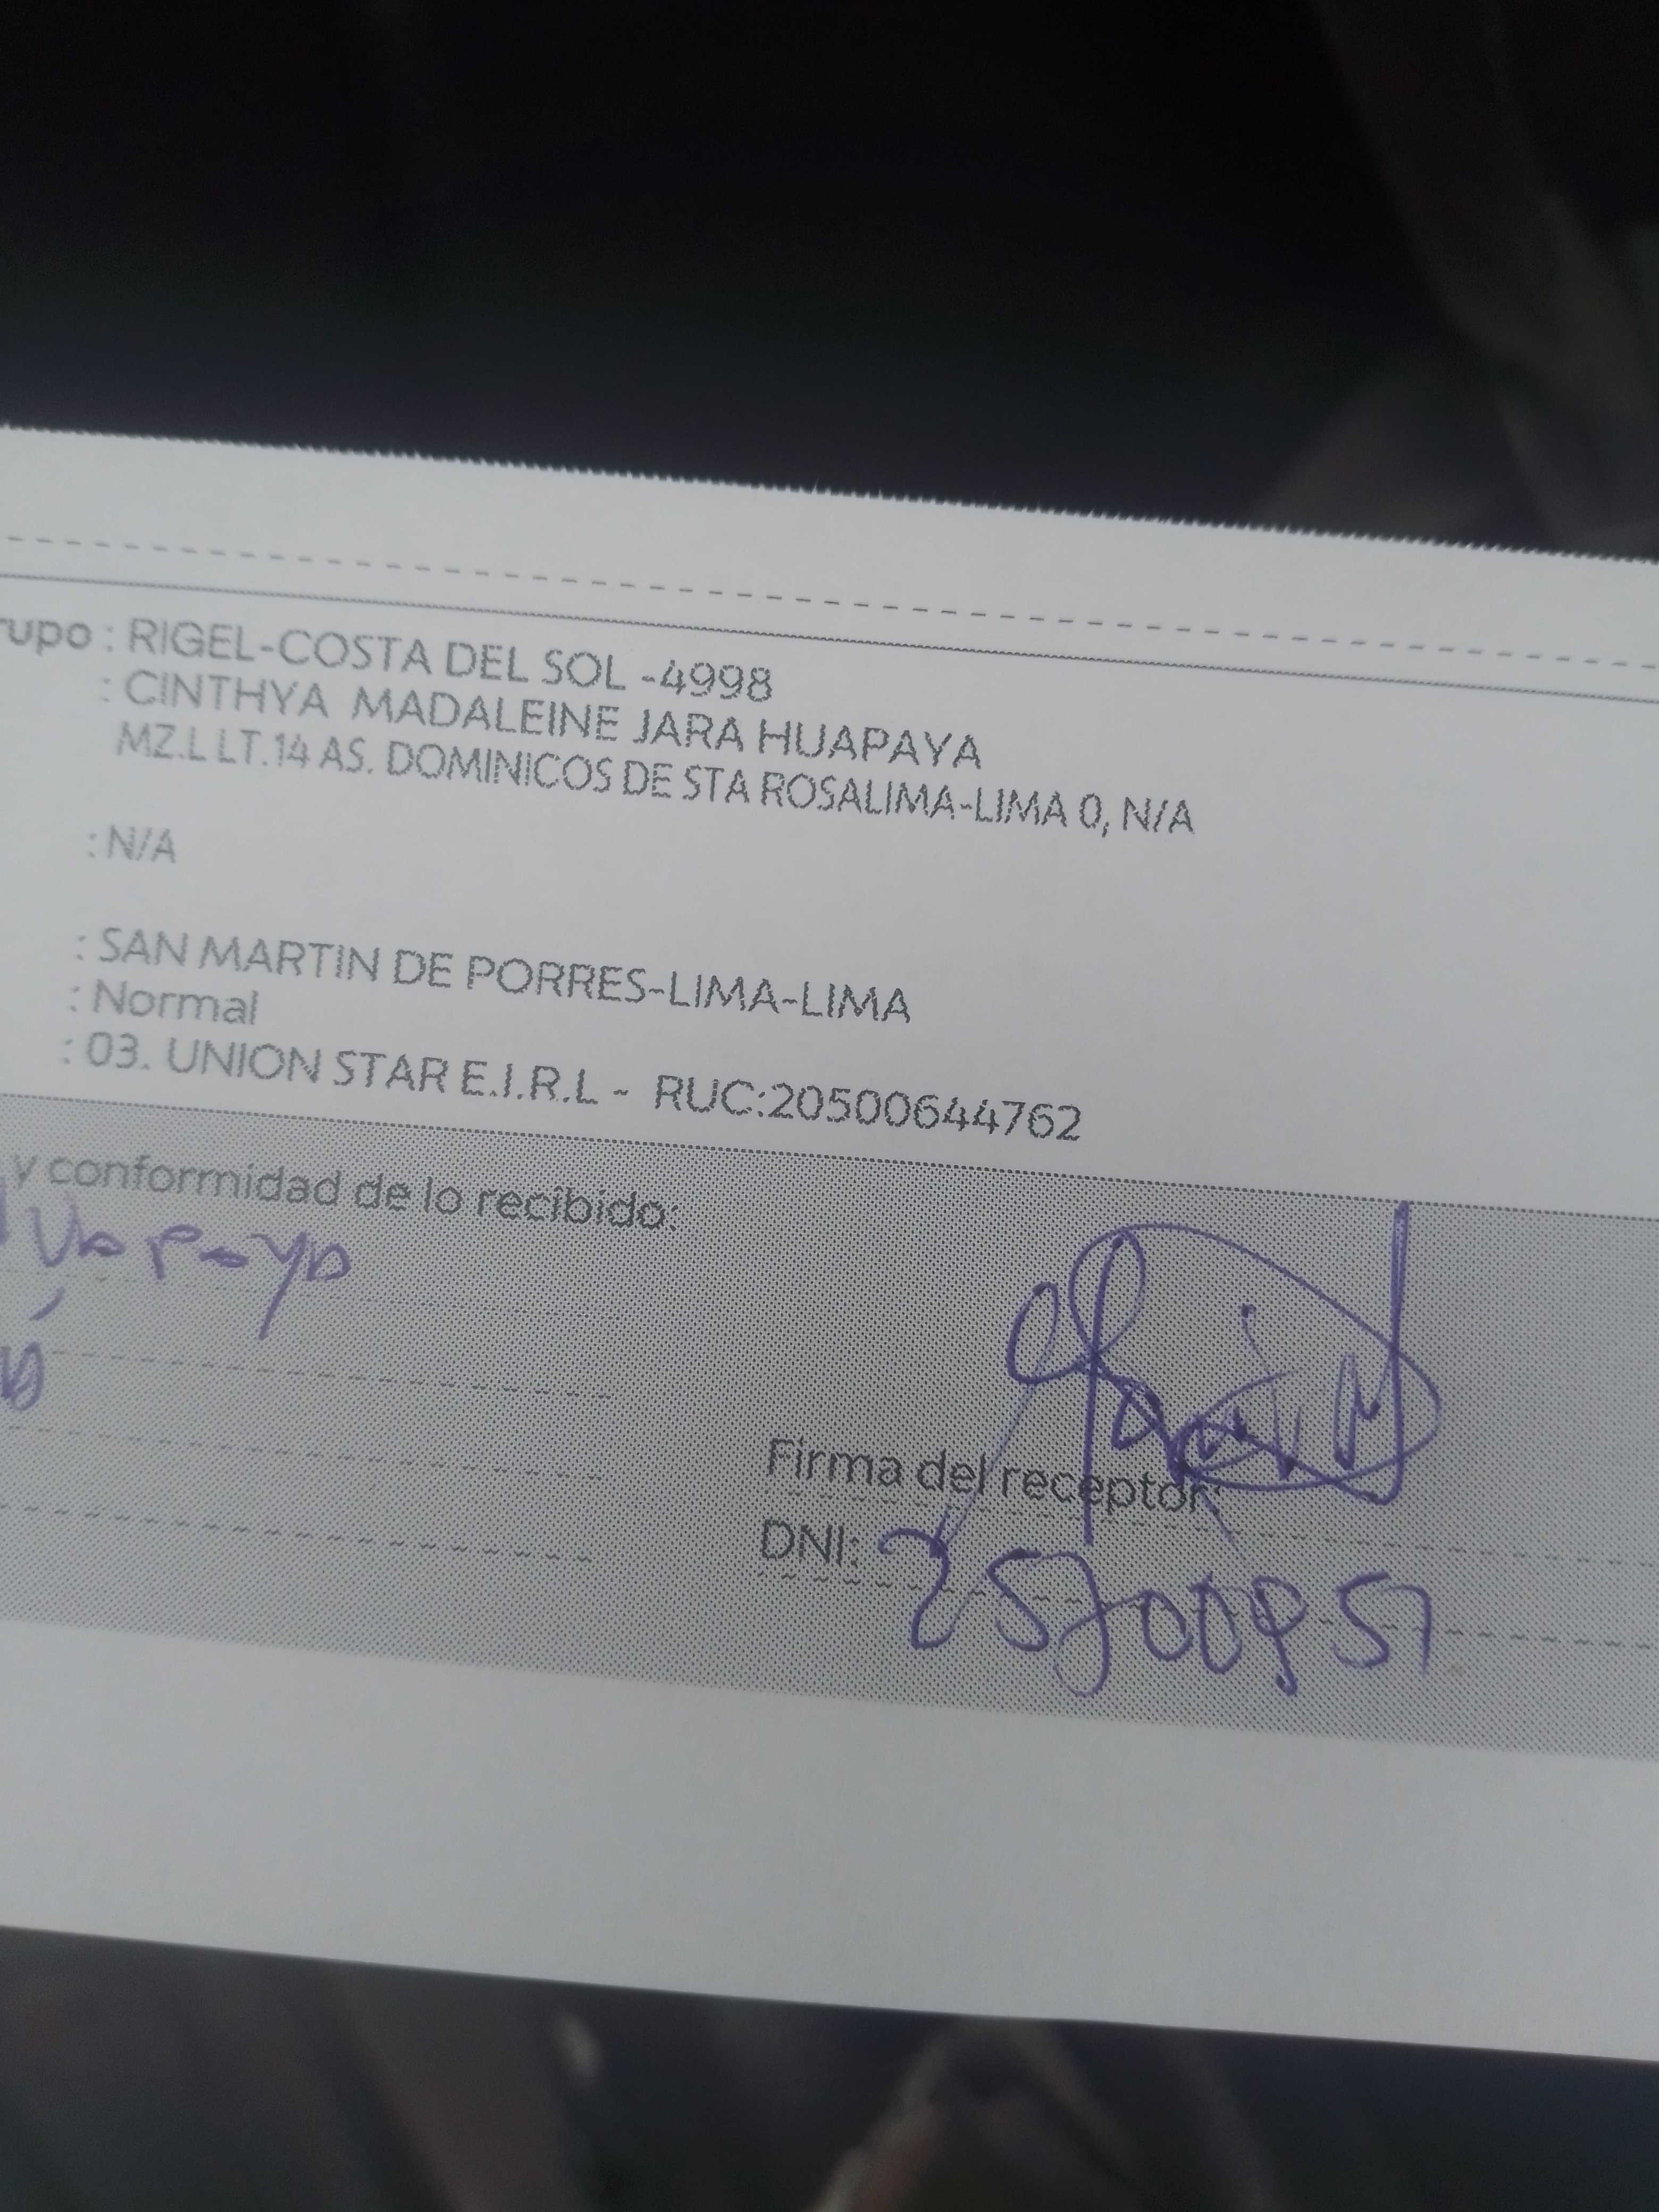 rupo : RIGEL-COSTA DEL SOL -4998
: CINTHYA MADALEINE JARA HUAPAYA
MZ.L LT.14 AS. DOMINICOS DE STA ROSALIMA-LIMA 0, N/A
: N/A
: SAN MARTIN DE PORRES-LIMA-LIMA
: Normal
: 03. UNION STAR E.I.R.L - RUC:20500644762
y conformidad de lo recibido:
Firma del receptor:
DNI: